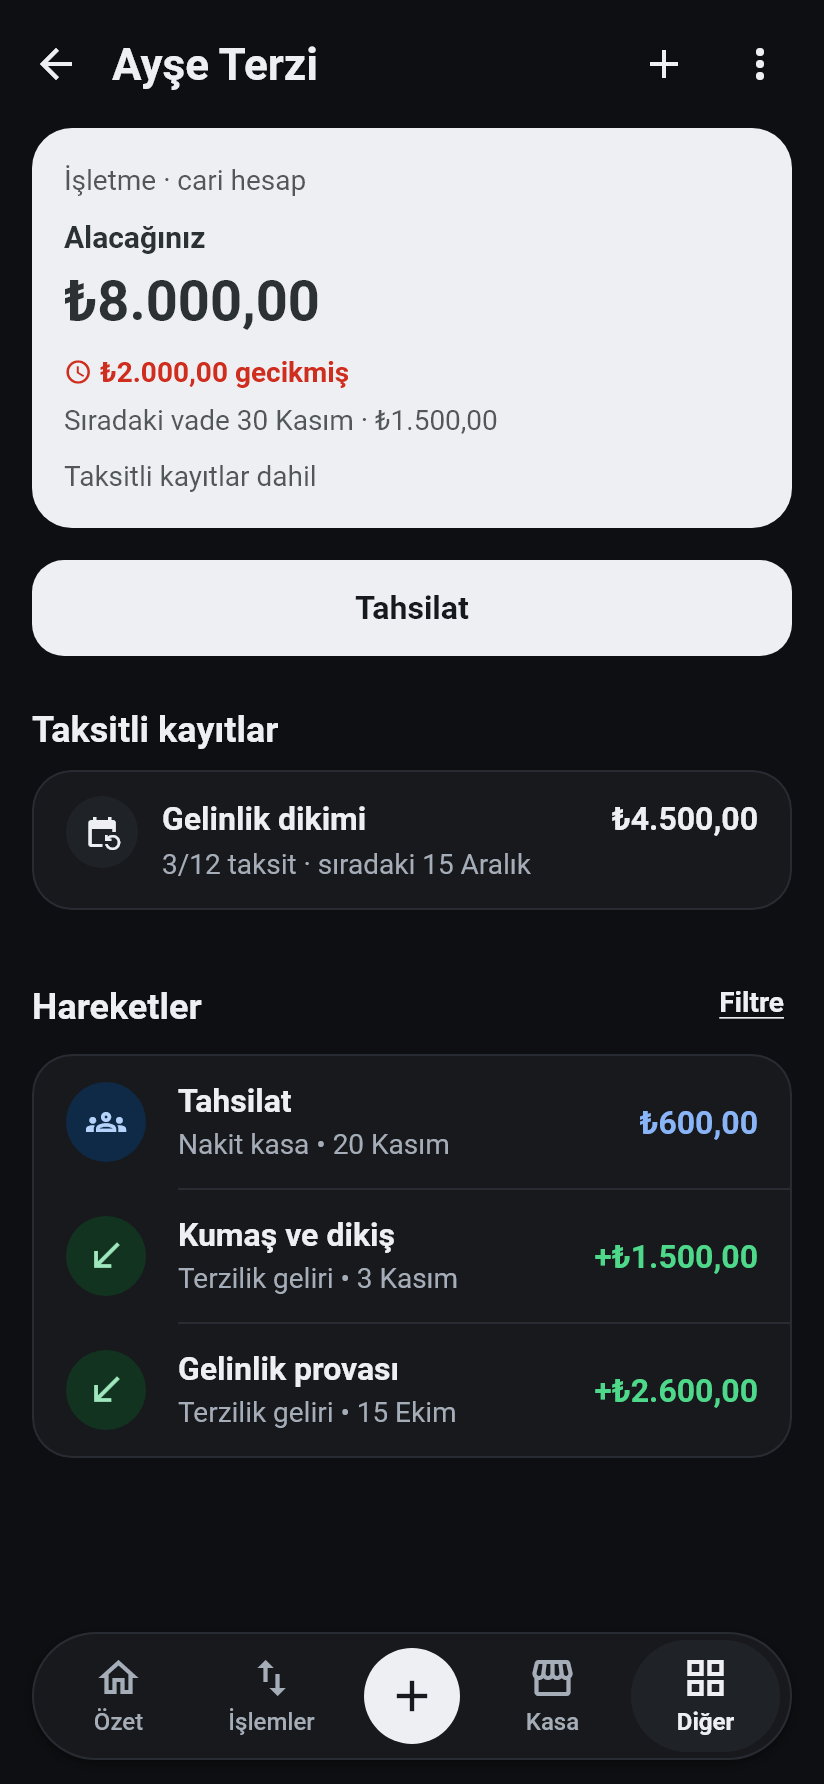 Ayşe Terzi
İşletme · cari hesap
Alacağınız
₺8.000,00
₺2.000,00 gecikmiş
Sıradaki vade 30 Kasım · ₺1.500,00
Taksitli kayıtlar dahil
Tahsilat
Taksitli kayıtlar
Gelinlik dikimi ₺4.500,00
3/12 taksit · sıradaki 15 Aralık
Hareketler Filtre
Tahsilat ₺600,00
Nakit kasa • 20 Kasım
Kumaş ve dikiş +₺1.500,00
Terzilik geliri • 3 Kasım
Gelinlik provası +₺2.600,00
Terzilik geliri • 15 Ekim
Özet İşlemler Kasa Diğer